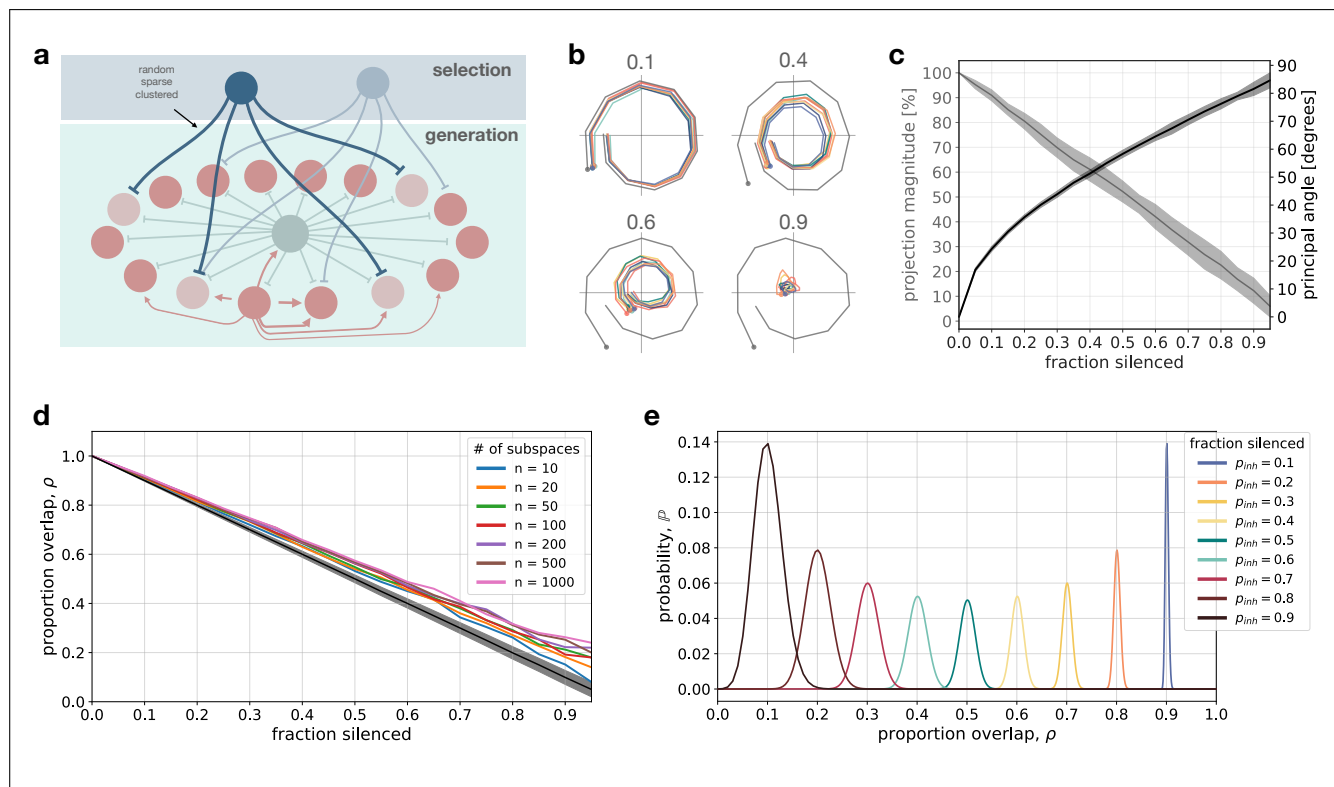 a
selection
random
sparse
clustered
generation
b
0.1
0.4
0.6
0.9
c
projection magnitude [%]
100
90
80
70
60
50
40
30
20
10
0
90
80
70
60
50
40
30
20
10
0
principal angle [degrees]
0.0 0.1 0.2 0.3 0.4 0.5 0.6 0.7 0.8 0.9
fraction silenced
d
proportion overlap, ρ
1.0
0.8
0.6
0.4
0.2
0.0
# of subspaces
n = 10
n = 20
n = 50
n = 100
n = 200
n = 500
n = 1000
0.0 0.1 0.2 0.3 0.4 0.5 0.6 0.7 0.8 0.9
fraction silenced
e
probability, ℙ
0.14
0.12
0.10
0.08
0.06
0.04
0.02
0.00
fraction silenced
p_inh = 0.1
p_inh = 0.2
p_inh = 0.3
p_inh = 0.4
p_inh = 0.5
p_inh = 0.6
p_inh = 0.7
p_inh = 0.8
p_inh = 0.9
0.0 0.1 0.2 0.3 0.4 0.5 0.6 0.7 0.8 0.9 1.0
proportion overlap, ρ